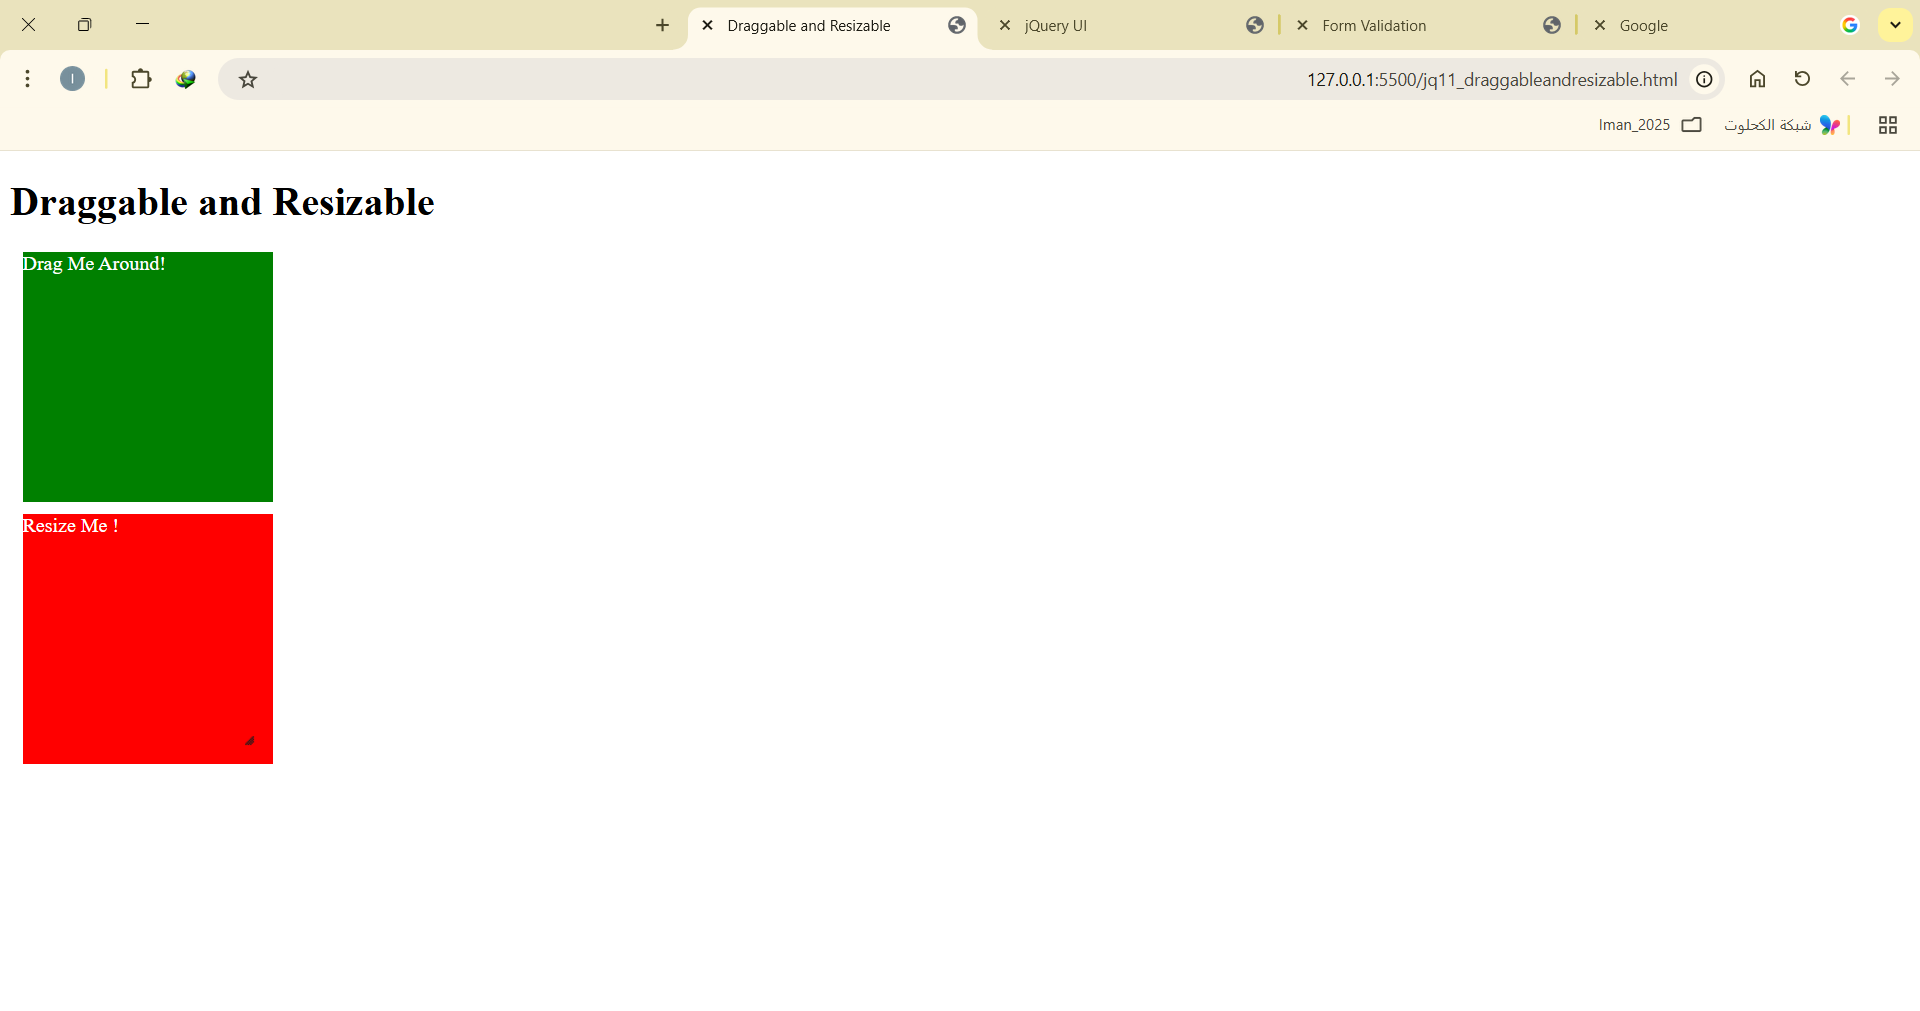 Draggable and Resizable
jQuery UI
Form Validation
Google
I
127.0.0.1:5500/jq11_draggableandresizable.html
Iman_2025
شبكة الكحلوت
Draggable and Resizable
Drag Me Around!
Resize Me !